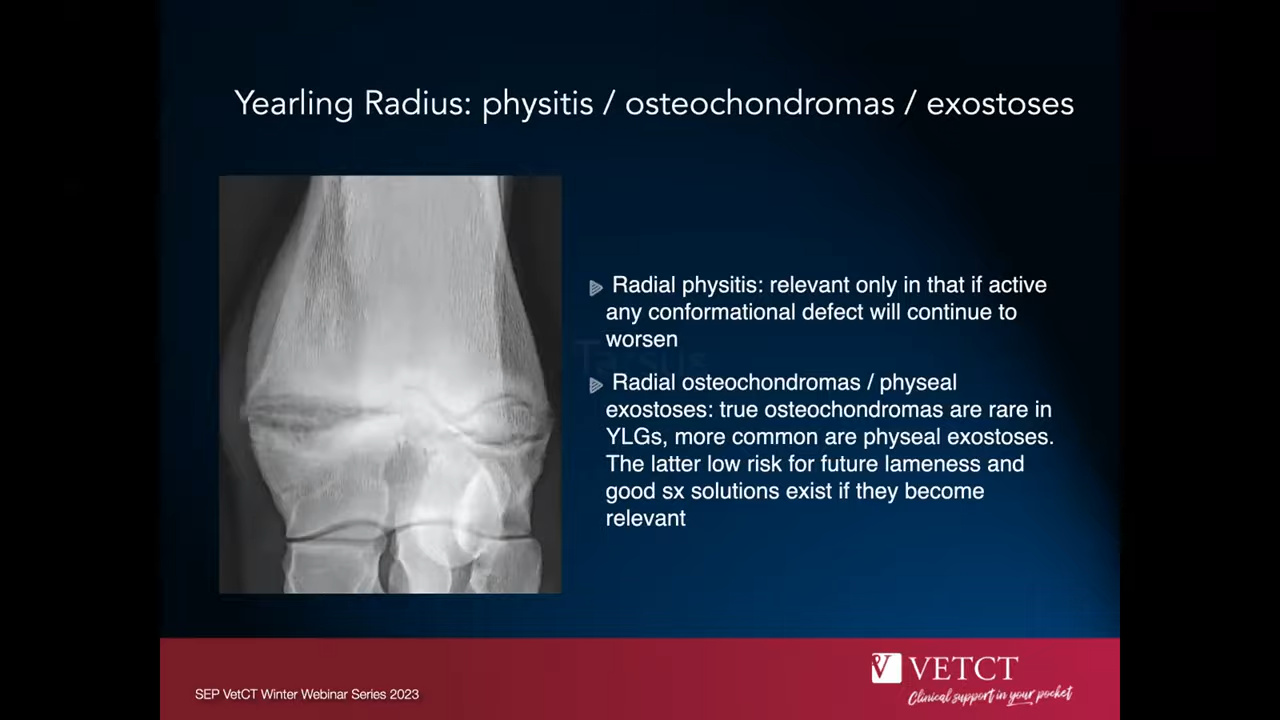 Yearling Radius: physitis / osteochondromas / exostoses
Radial physitis: relevant only in that if active
any conformational defect will continue to
worsen
Tarsus
Radial osteochondromas / physeal
exostoses: true osteochondromas are rare in
YLGs, more common are physeal exostoses.
The latter low risk for future lameness and
good sx solutions exist if they become
relevant
VETCT
Clinical support in your pocket
SEP VetCT Winter Webinar Series 2023